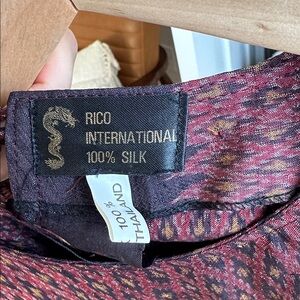 RICO
INTERNATIONAL
100% SILK
100%
THAILAND